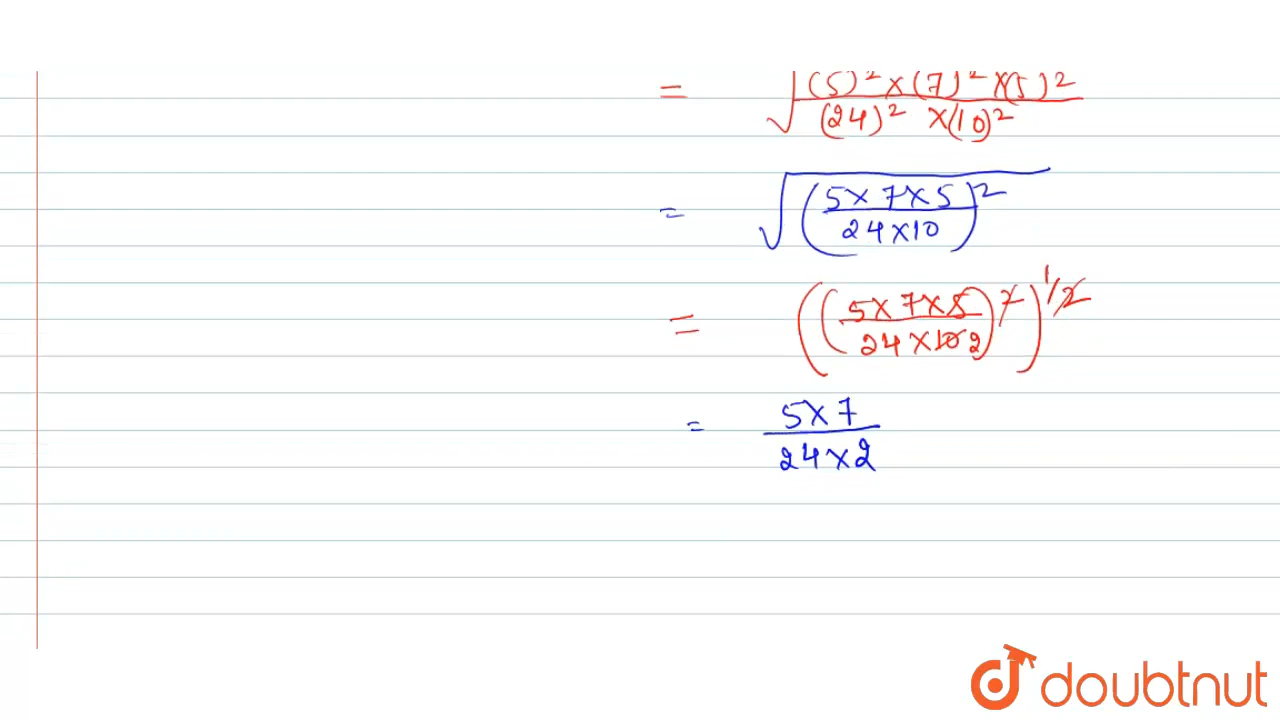 = √((5)² × (7)² × (5)² / (24)² × (10)²)
= √((5 × 7 × 5 / 24 × 10)²)
= ((5 × 7 × 5 / 24 × 10 2)²)^1/2
= 5 × 7 / 24 × 2
doubtnut